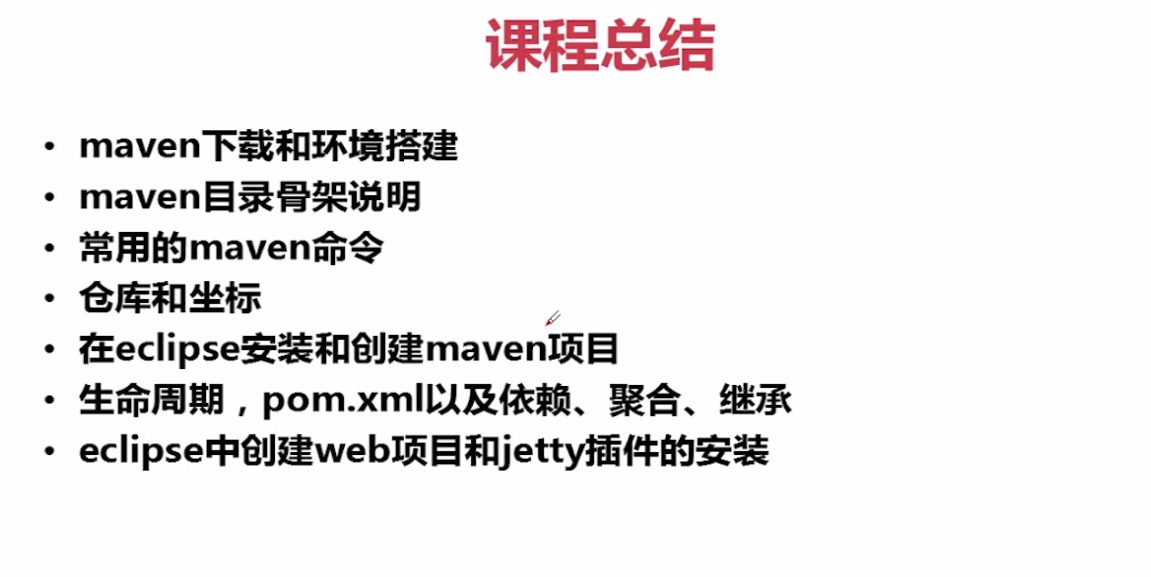 课程总结
• maven下载和环境搭建
• maven目录骨架说明
• 常用的maven命令
• 仓库和坐标
• 在eclipse安装和创建maven项目
• 生命周期，pom.xml以及依赖、聚合、继承
• eclipse中创建web项目和jetty插件的安装